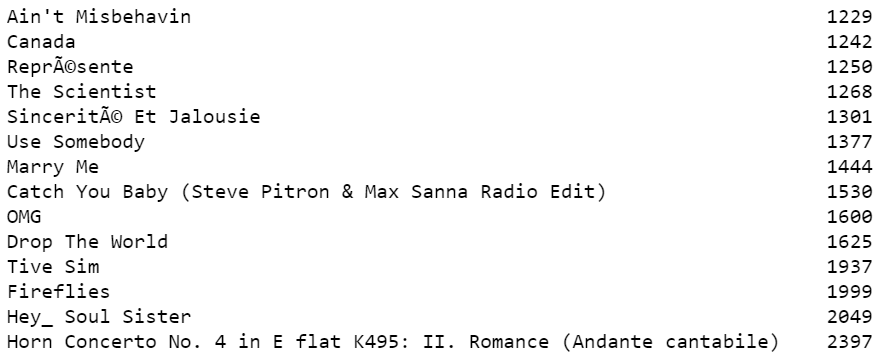 Ain't Misbehavin 1229
Canada 1242
ReprÃ©sente 1250
The Scientist 1268
SinceritÃ© Et Jalousie 1301
Use Somebody 1377
Marry Me 1444
Catch You Baby (Steve Pitron & Max Sanna Radio Edit) 1530
OMG 1600
Drop The World 1625
Tive Sim 1937
Fireflies 1999
Hey_ Soul Sister 2049
Horn Concerto No. 4 in E flat K495: II. Romance (Andante cantabile) 2397